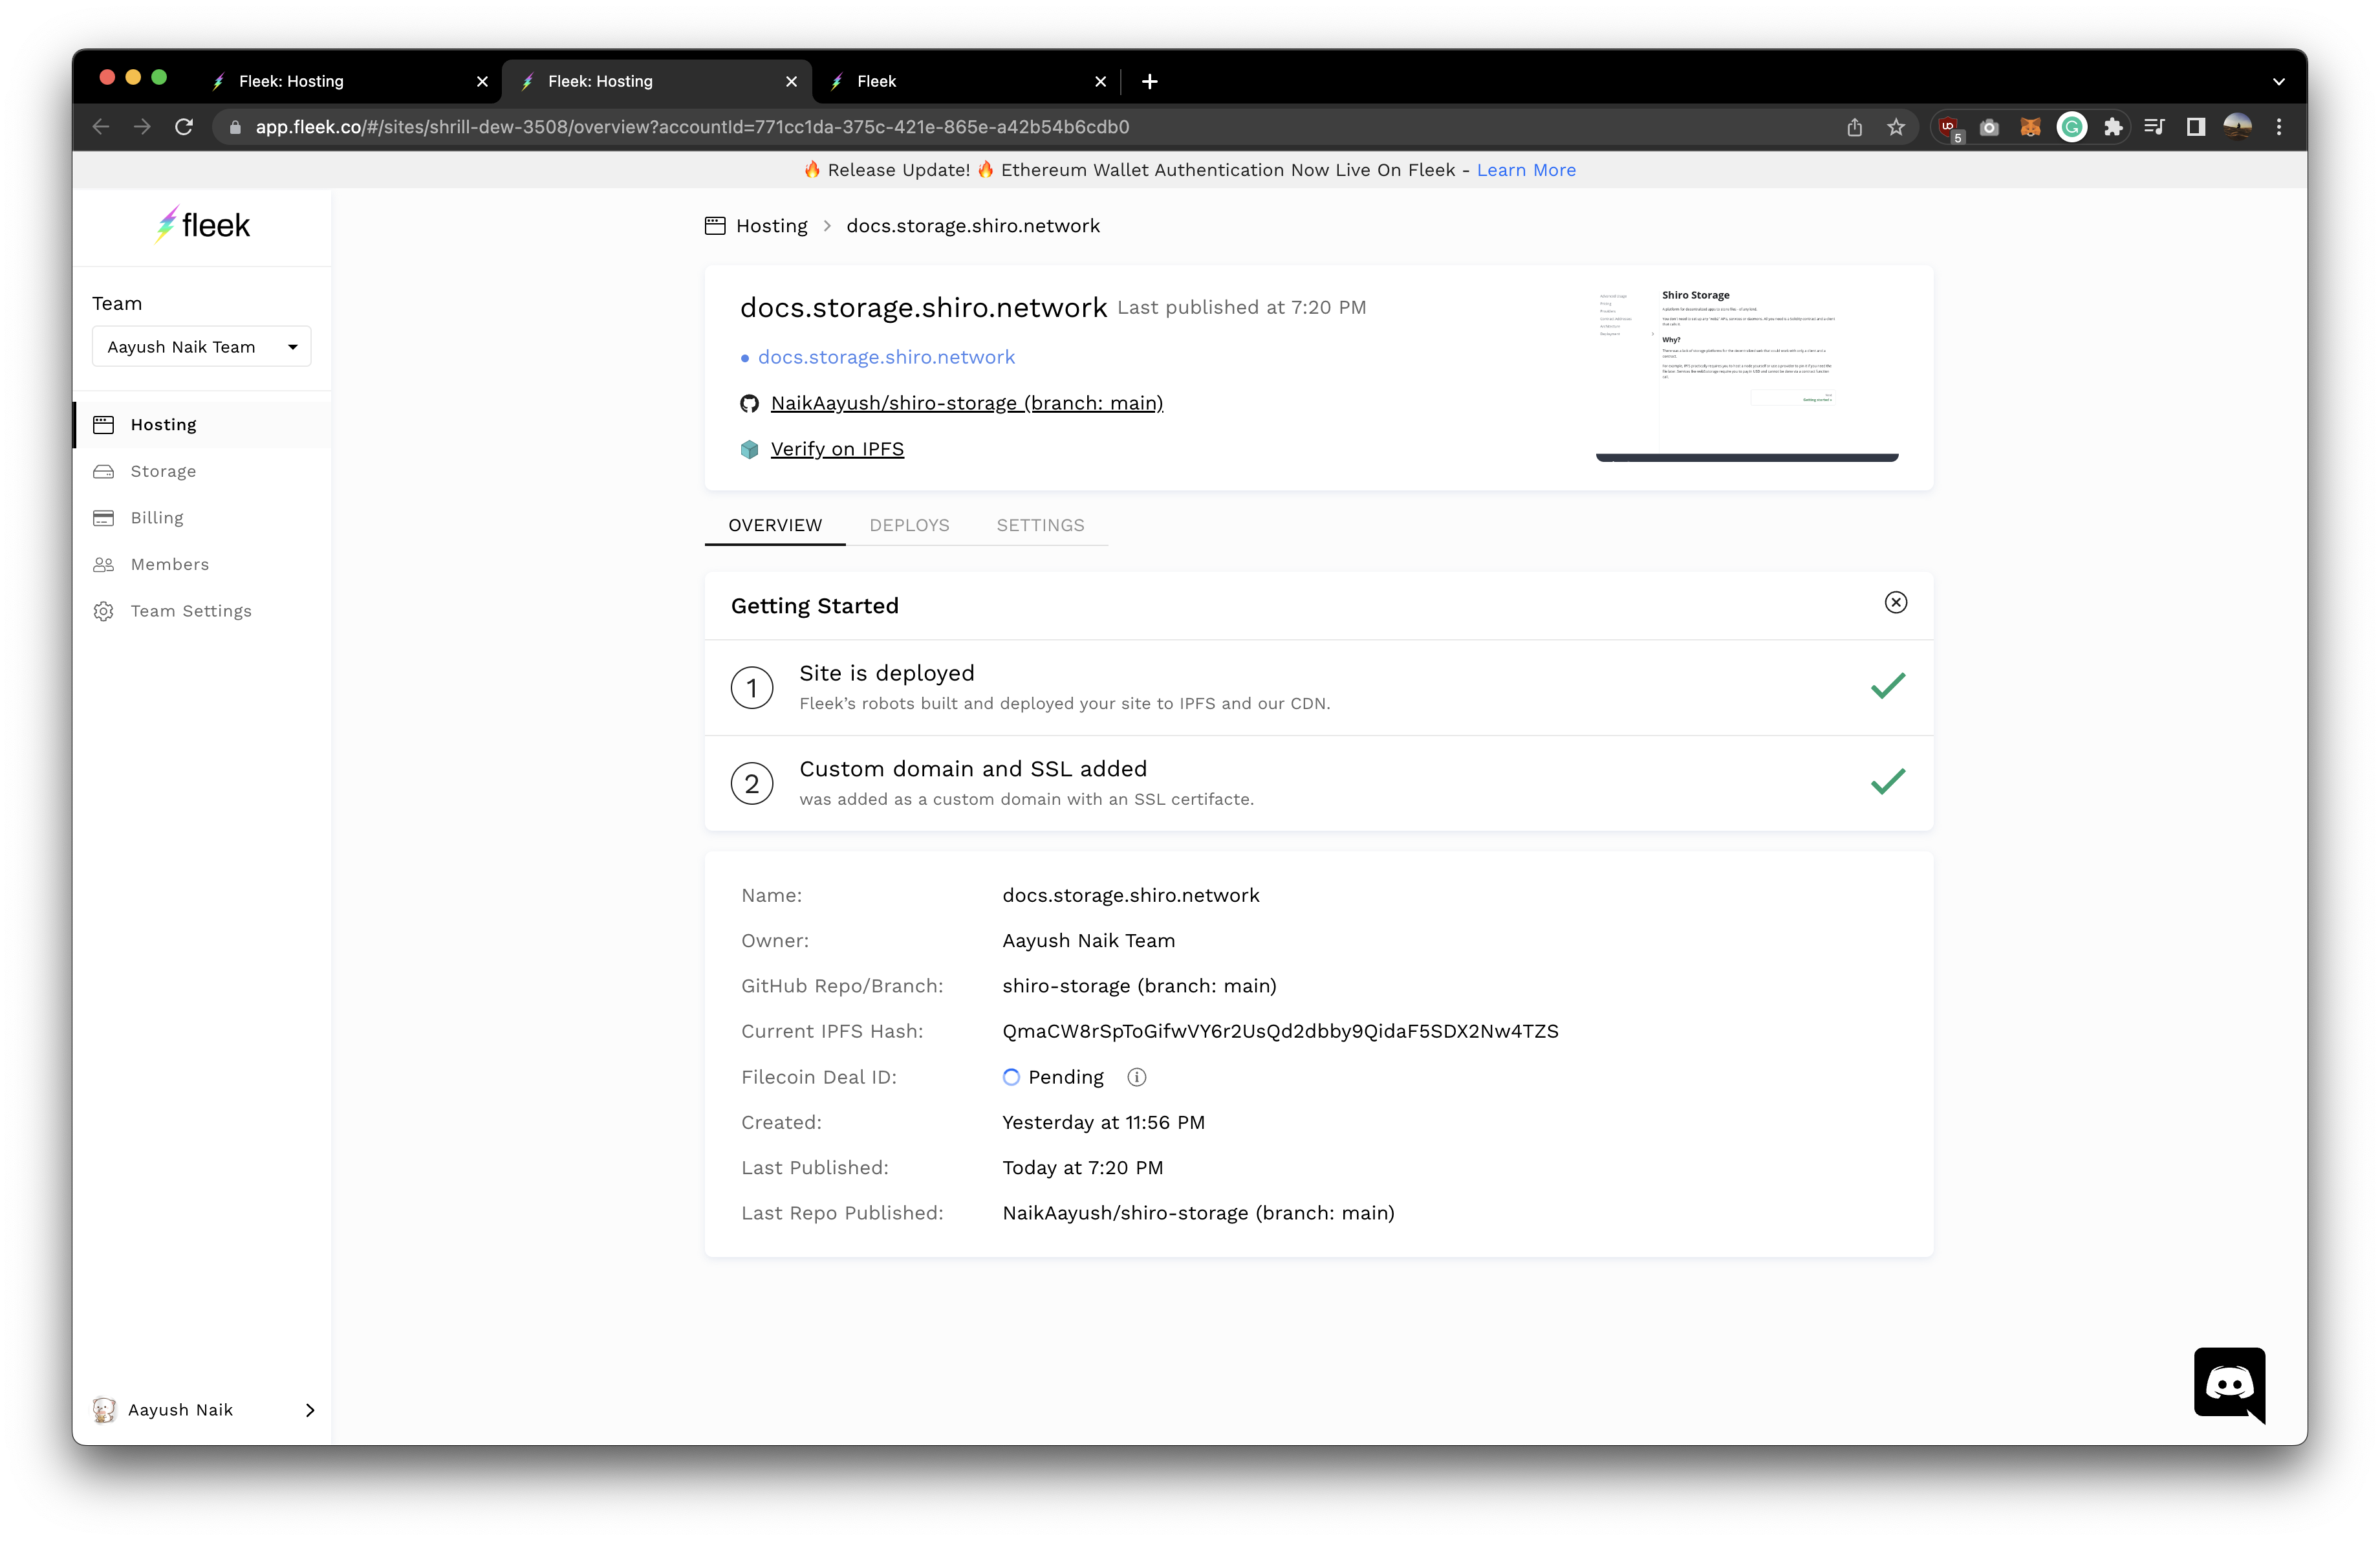 Fleek: Hosting
Fleek: Hosting
Fleek
app.fleek.co/#/sites/shrill-dew-3508/overview?accountId=771cc1da-375c-421e-865e-a42b54b6cdb0
5
🔥 Release Update! 🔥 Ethereum Wallet Authentication Now Live On Fleek - Learn More
fleek
Team
Aayush Naik Team
Hosting
Storage
Billing
Members
Team Settings
Aayush Naik
Hosting > docs.storage.shiro.network
docs.storage.shiro.network Last published at 7:20 PM
docs.storage.shiro.network
NaikAayush/shiro-storage (branch: main)
Verify on IPFS
Shiro Storage
Why?
OVERVIEW DEPLOYS SETTINGS
Getting Started
1 Site is deployed
Fleek’s robots built and deployed your site to IPFS and our CDN.
2 Custom domain and SSL added
was added as a custom domain with an SSL certifacte.
Name: docs.storage.shiro.network
Owner: Aayush Naik Team
GitHub Repo/Branch: shiro-storage (branch: main)
Current IPFS Hash: QmaCW8rSpToGifwVY6r2UsQd2dbby9QidaF5SDX2Nw4TZS
Filecoin Deal ID: Pending
Created: Yesterday at 11:56 PM
Last Published: Today at 7:20 PM
Last Repo Published: NaikAayush/shiro-storage (branch: main)